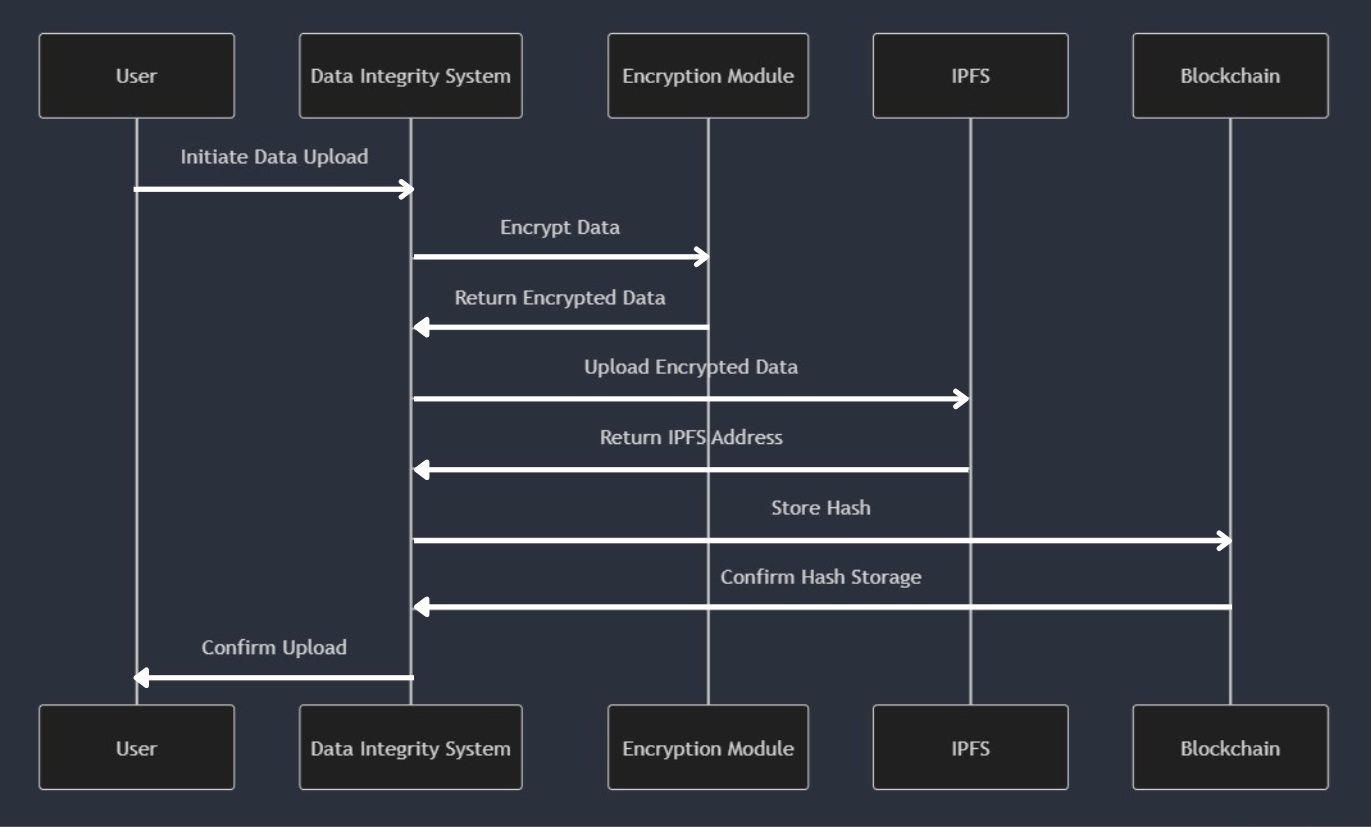 User
Data Integrity System
Encryption Module
IPFS
Blockchain
Initiate Data Upload
Encrypt Data
Return Encrypted Data
Upload Encrypted Data
Return IPFS Address
Store Hash
Confirm Hash Storage
Confirm Upload
User
Data Integrity System
Encryption Module
IPFS
Blockchain